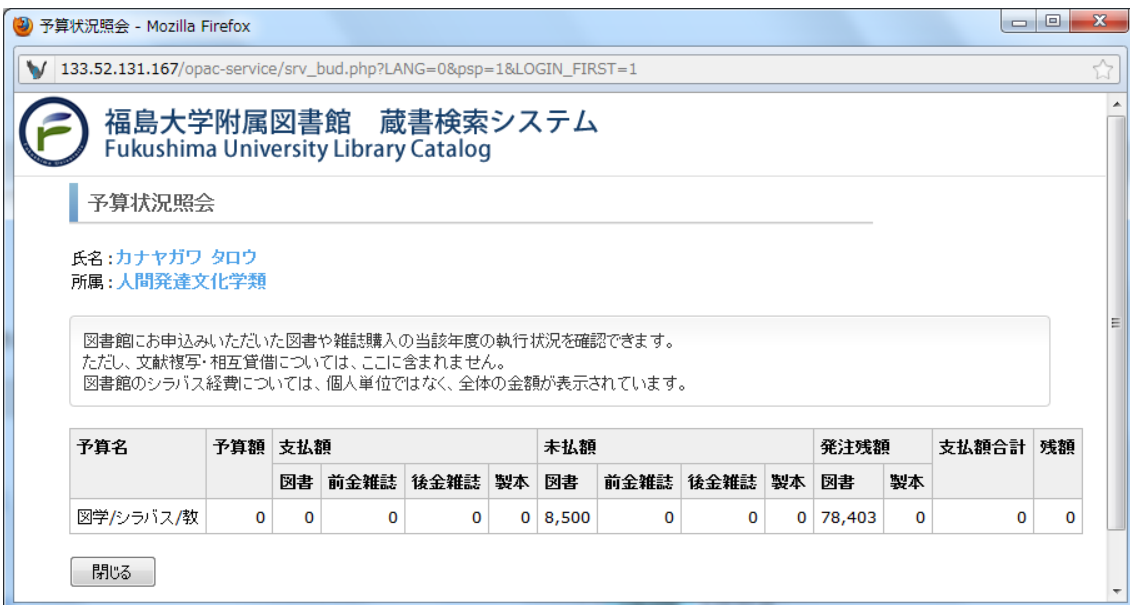 予算状況照会 - Mozilla Firefox
133.52.131.167/opac-service/srv_bud.php?LANG=0&psp=1&LOGIN_FIRST=1
福島大学附属図書館　蔵書検索システム
Fukushima University Library Catalog
予算状況照会
氏名:カナヤガワ タロウ
所属:人間発達文化学類
図書館にお申込みいただいた図書や雑誌購入の当該年度の執行状況を確認できます。
ただし、文献複写・相互貸借については、ここに含まれません。
図書館のシラバス経費については、個人単位ではなく、全体の金額が表示されています。
予算名 予算額 支払額 未払額 発注残額 支払額合計 残額
図書 前金雑誌 後金雑誌 製本 図書 前金雑誌 後金雑誌 製本 図書 製本
図学/シラバス/教 0 0 0 0 0 8,500 0 0 0 78,403 0 0 0
閉じる